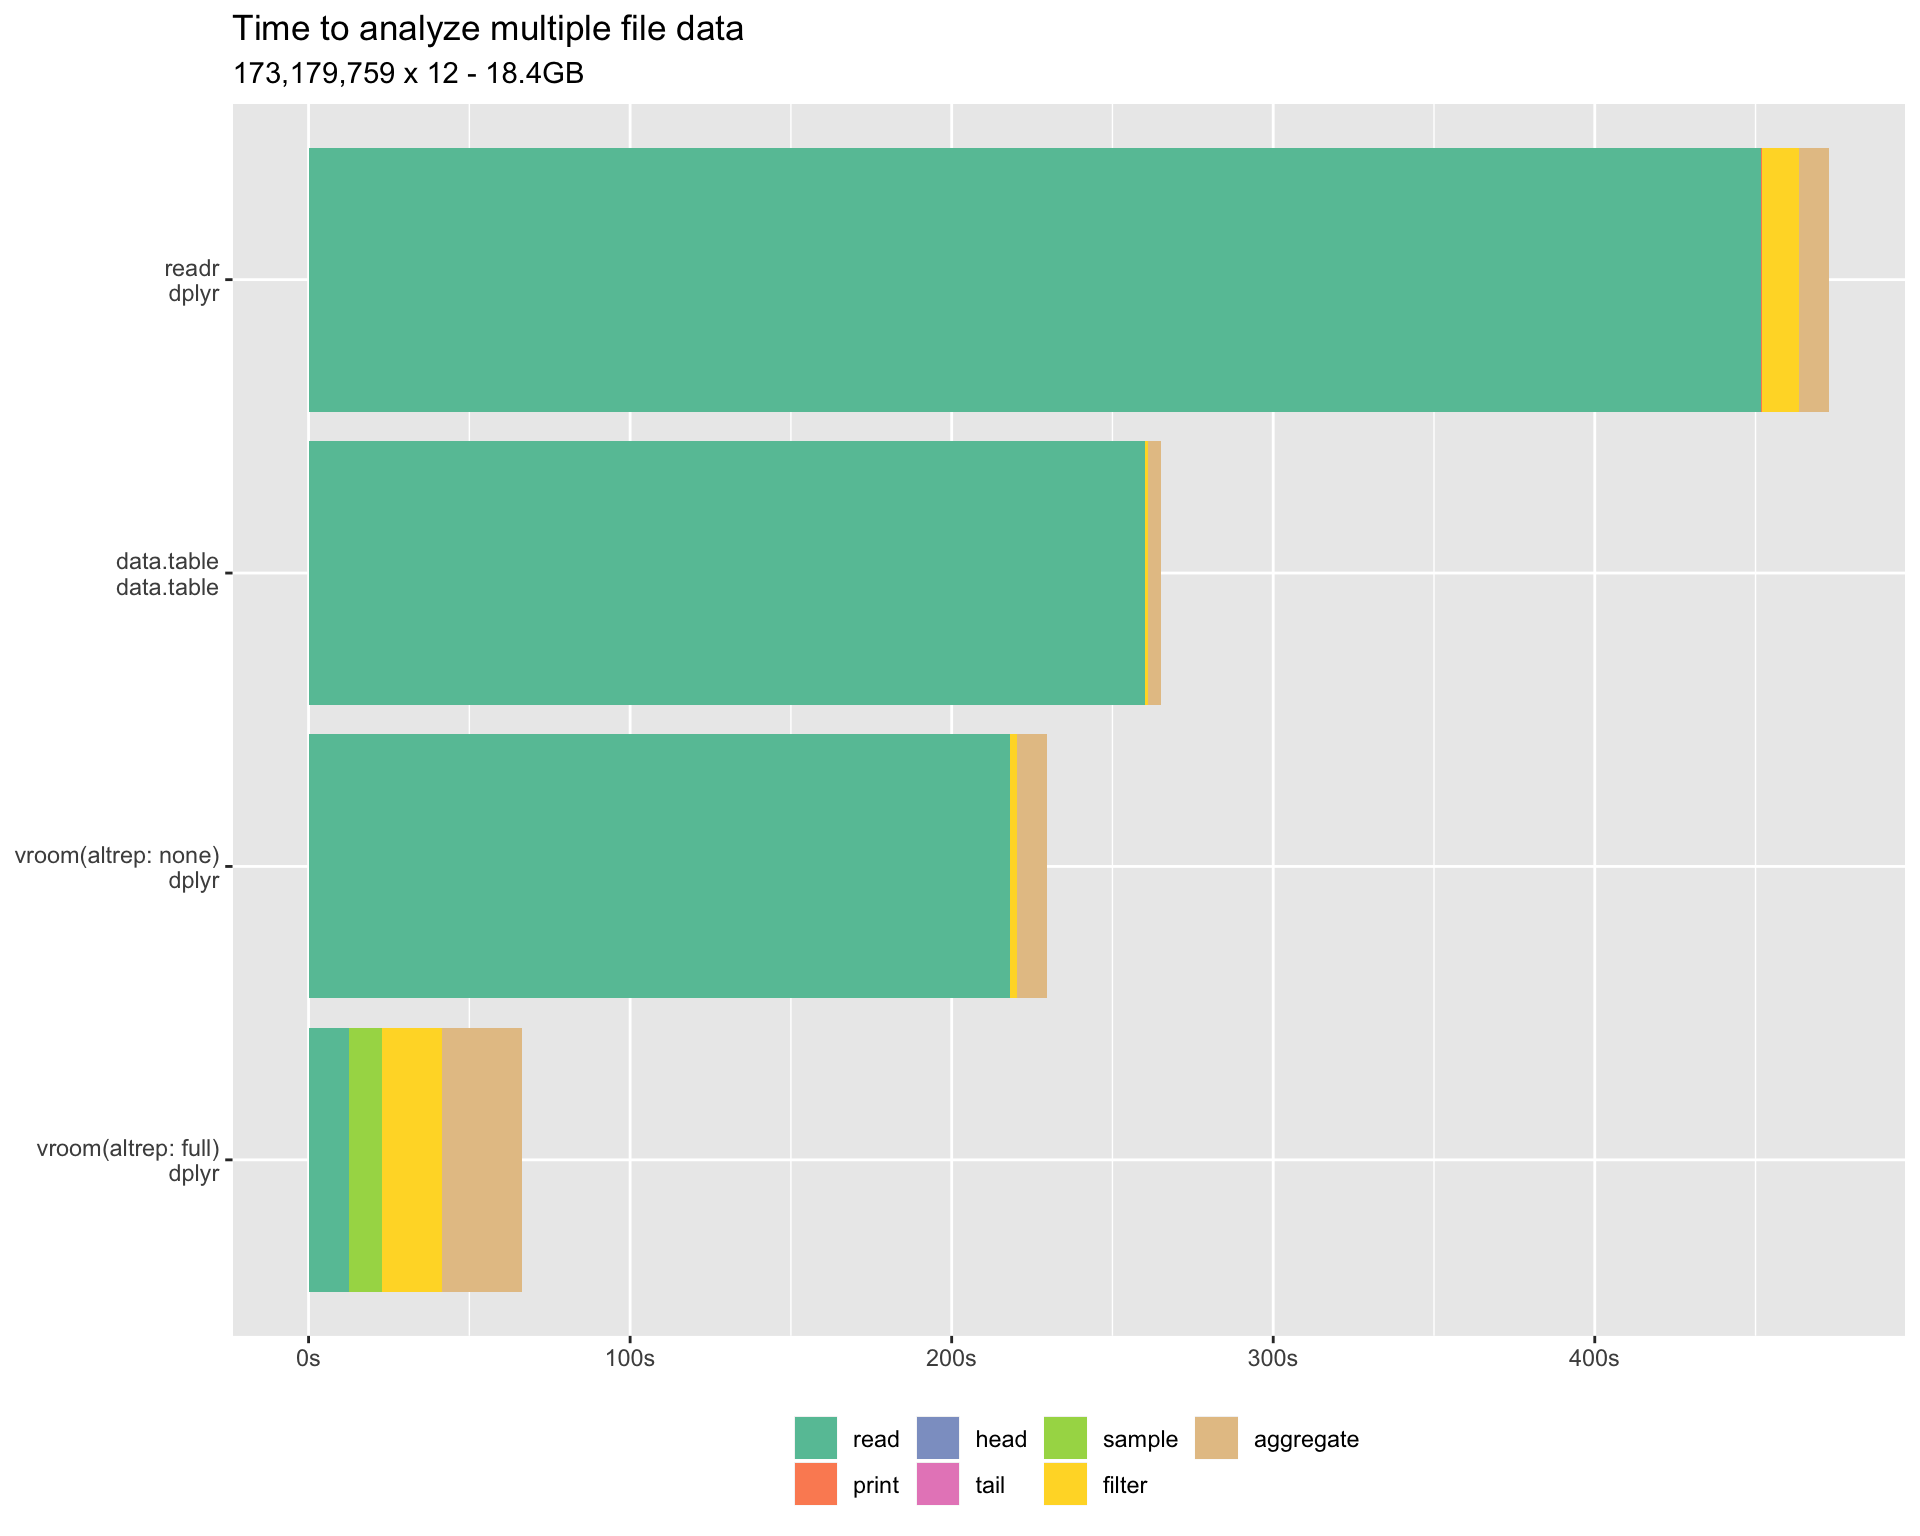 Time to analyze multiple file data
173,179,759 x 12 - 18.4GB
readr
dplyr
data.table
data.table
vroom(altrep: none)
dplyr
vroom(altrep: full)
dplyr
0s
100s
200s
300s
400s
read
head
sample
aggregate
print
tail
filter